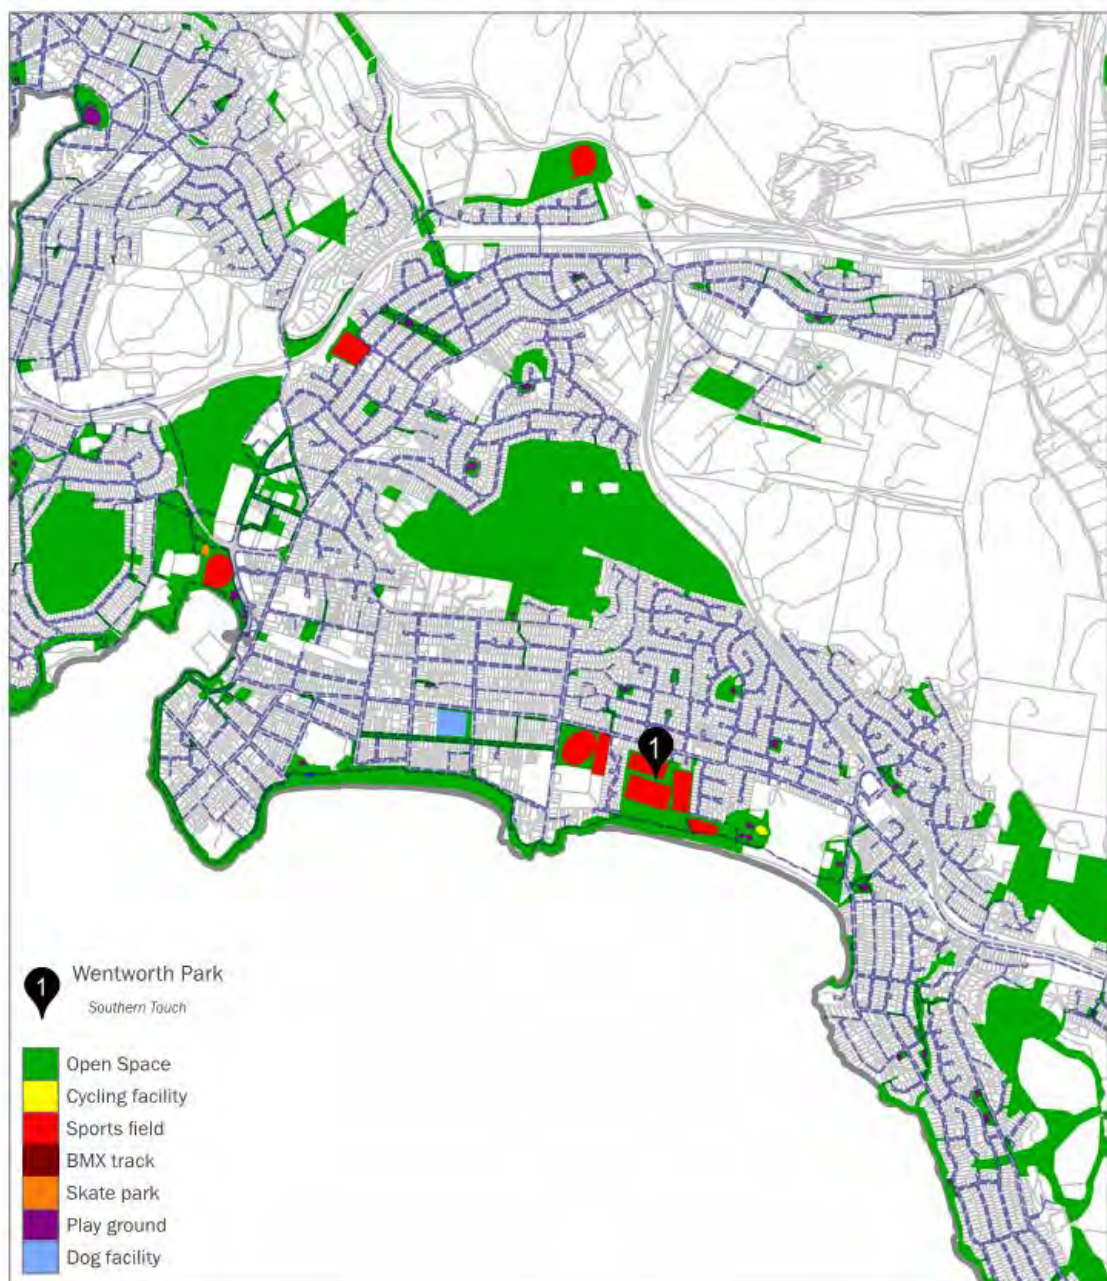 1
1
Wentworth Park
Southern Touch
Open Space
Cycling facility
Sports field
BMX track
Skate park
Play ground
Dog facility